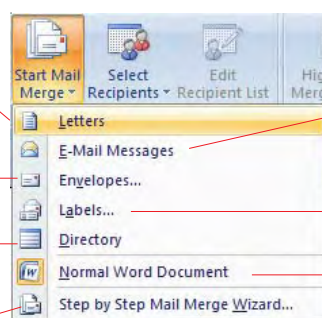 Start Mail Select Edit Hig
Merge Recipients Recipient List Merg
Letters
E-Mail Messages
Envelopes...
Labels...
Directory
Normal Word Document
Step by Step Mail Merge Wizard...